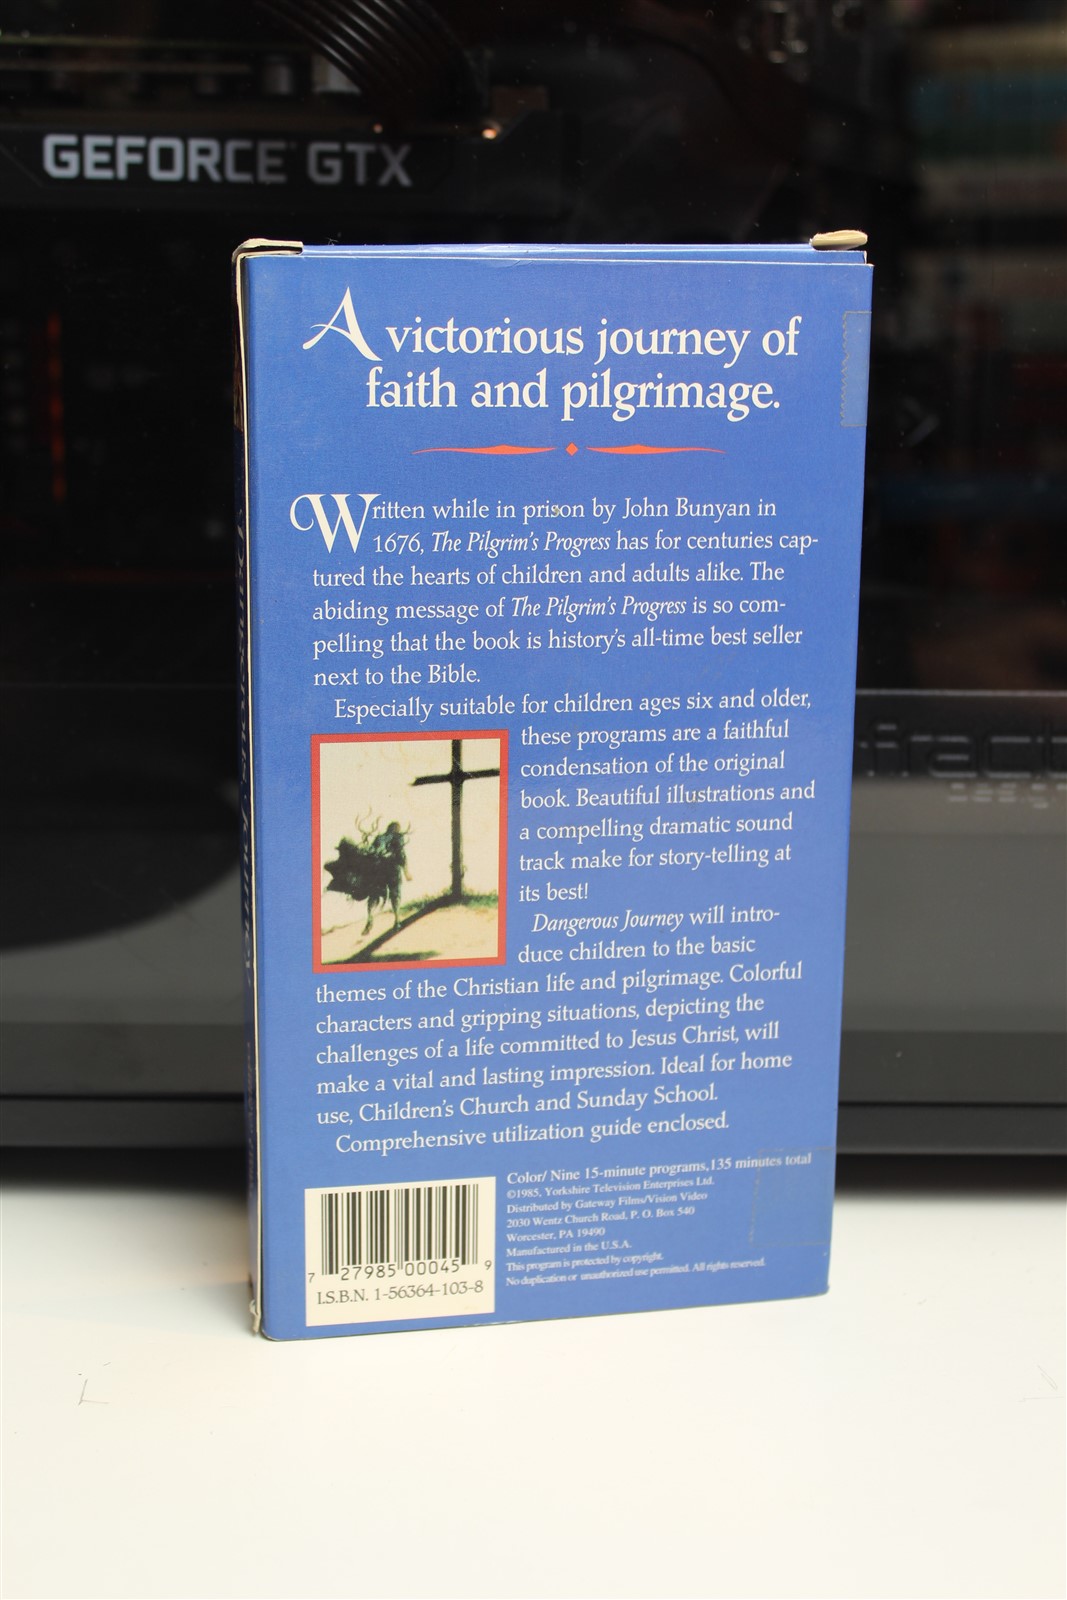 GEFORCE GTX
A victorious journey of
faith and pilgrimage.
Written while in prison by John Bunyan in
1676, The Pilgrim's Progress has for centuries cap-
tured the hearts of children and adults alike. The
abiding message of The Pilgrim's Progress is so com-
pelling that the book is history's all-time best seller
next to the Bible.
Especially suitable for children ages six and older,
these programs are a faithful
condensation of the original
book. Beautiful illustrations and
a compelling dramatic sound
track make for story-telling at
its best!
Dangerous Journey will intro-
duce children to the basic
themes of the Christian life and pilgrimage. Colorful
characters and gripping situations, depicting the
challenges of a life committed to Jesus Christ, will
make a vital and lasting impression. Ideal for home
use, Children's Church and Sunday School.
Comprehensive utilization guide enclosed.
Color/ Nine 15-minute programs, 135 minutes total
©1985, Yorkshire Television Enterprises Ltd.
Distributed by Gateway Films/Vision Video
2030 Wentz Church Road, P. O. Box 540
Worcester, PA 19490
Manufactured in the U.S.A.
This program is protected by copyright.
No duplication or unauthorized use permitted. All rights reserved.
7 27985 00045 9
I.S.B.N. 1-56364-103-8
Dangerous Journey